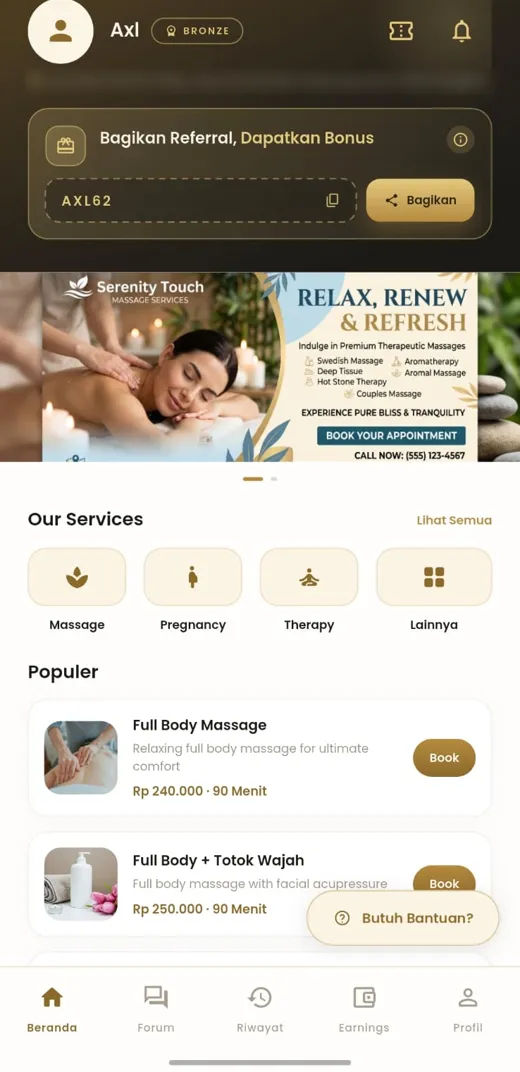 Axl
BRONZE
Bagikan Referral, Dapatkan Bonus
AXL62
Bagikan
Serenity Touch
MASSAGE SERVICES
RELAX, RENEW
& REFRESH
Indulge in Premium Therapeutic Massages
Swedish Massage
Aromatherapy
Deep Tissue
Aromal Massage
Hot Stone Therapy
Couples Massage
EXPERIENCE PURE BLISS & TRANQUILITY
BOOK YOUR APPOINTMENT
CALL NOW: (555) 123-4567
Our Services
Lihat Semua
Massage
Pregnancy
Therapy
Lainnya
Populer
Full Body Massage
Relaxing full body massage for ultimate
comfort
Rp 240.000 · 90 Menit
Book
Full Body + Totok Wajah
Full body massage with facial acupressure
Rp 250.000 · 90 Menit
Book
Butuh Bantuan?
Beranda
Forum
Riwayat
Earnings
Profil